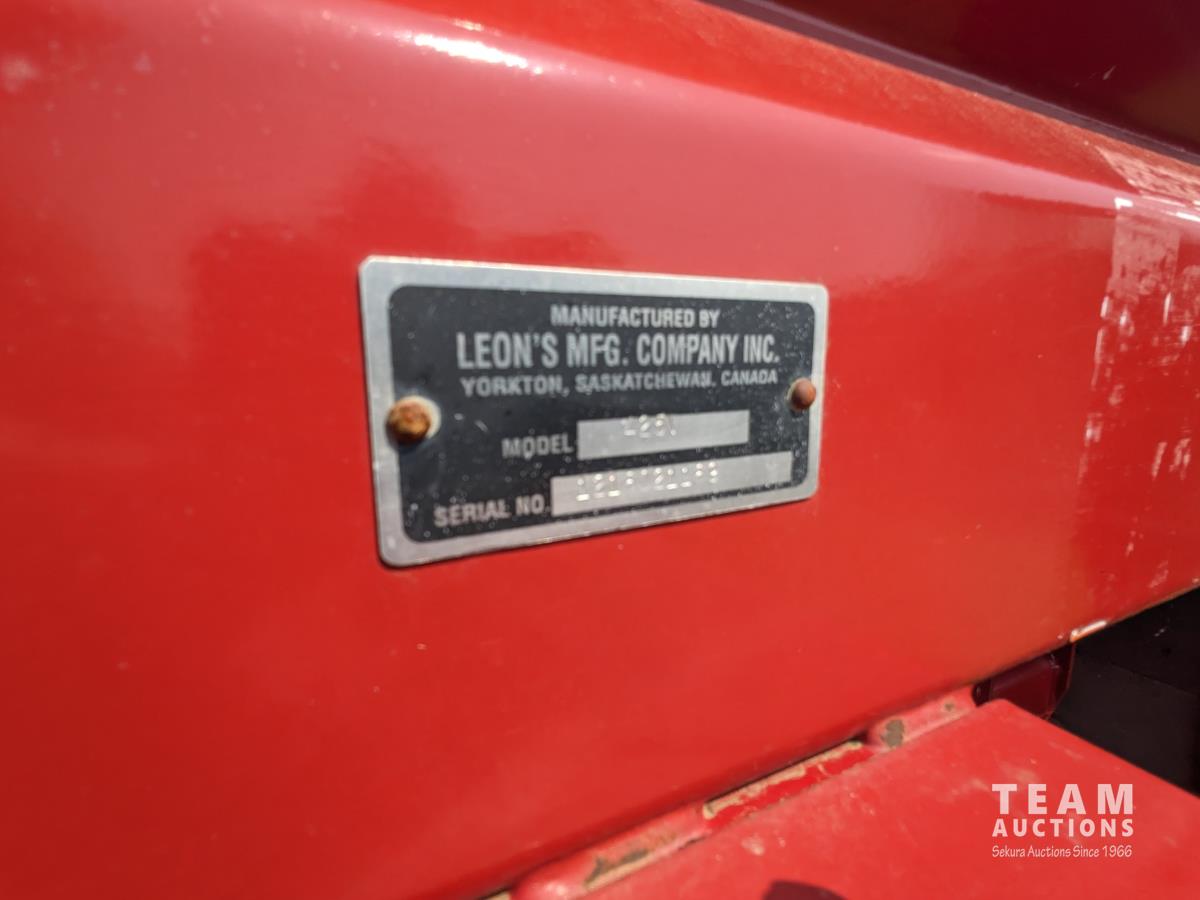 MANUFACTURED BY
LEON'S MFG. COMPANY INC.
YORKTON, SASKATCHEWAN, CANADA
MODEL
SERIAL NO.
TEAM
AUCTIONS
Sekura Auctions Since 1966